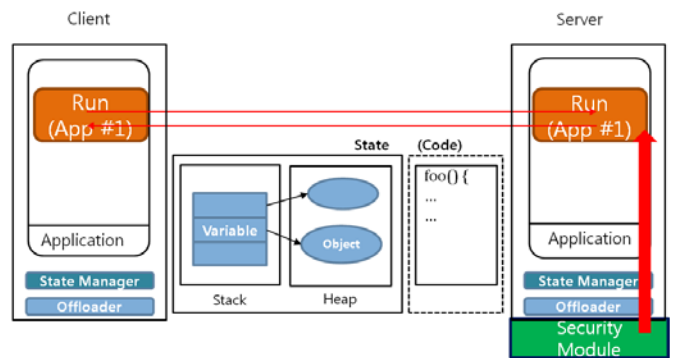 Client
Server
Run
(App #1)
Run
(App #1)
State
(Code)
foo() {
...
...
Variable
Object
Application
Application
State Manager
State Manager
Stack
Heap
Offloader
Offloader
Security
Module